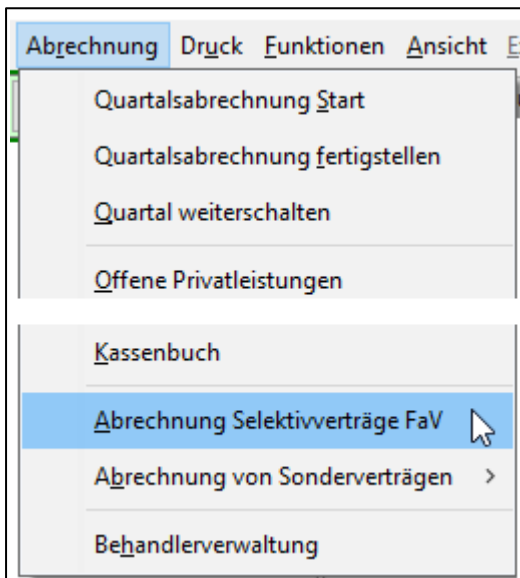 Abrechnung Druck Funktionen Ansicht
Quartalsabrechnung Start
Quartalsabrechnung fertigstellen
Quartal weiterschalten
Offene Privatleistungen
Kassenbuch
Abrechnung Selektivverträge FaV
Abrechnung von Sonderverträgen >
Behandlerverwaltung